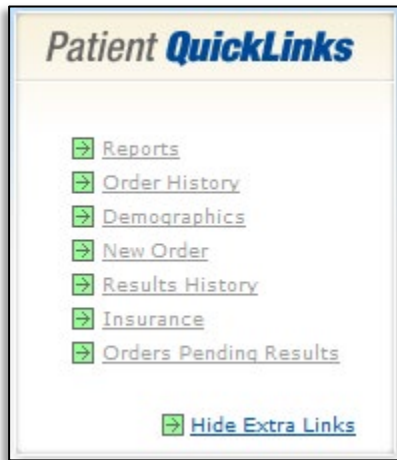 Patient QuickLinks
Reports
Order History
Demographics
New Order
Results History
Insurance
Orders Pending Results
Hide Extra Links